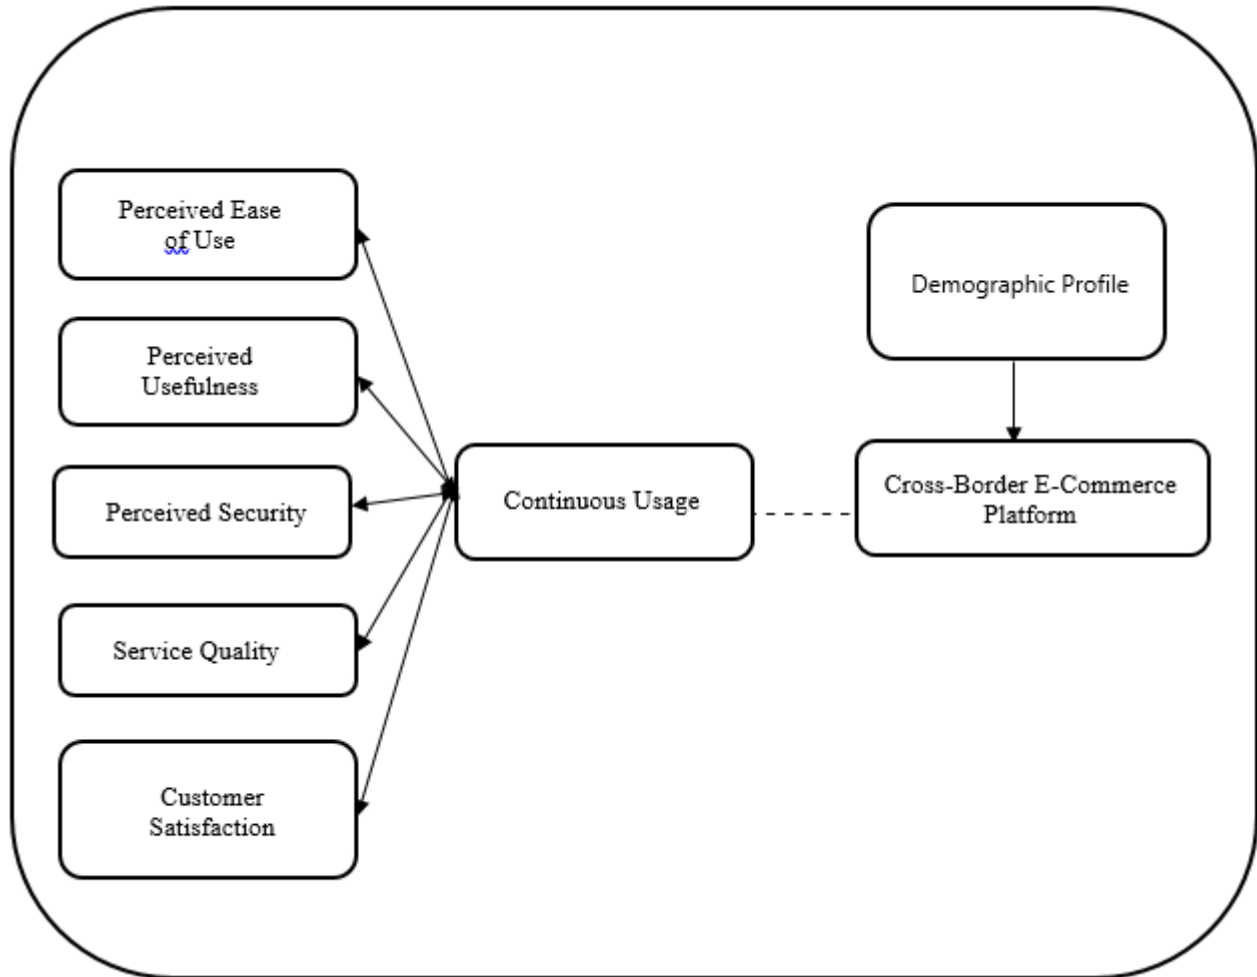 Perceived Ease
of Use
Perceived
Usefulness
Perceived Security
Service Quality
Customer
Satisfaction
Continuous Usage
Demographic Profile
Cross-Border E-Commerce
Platform